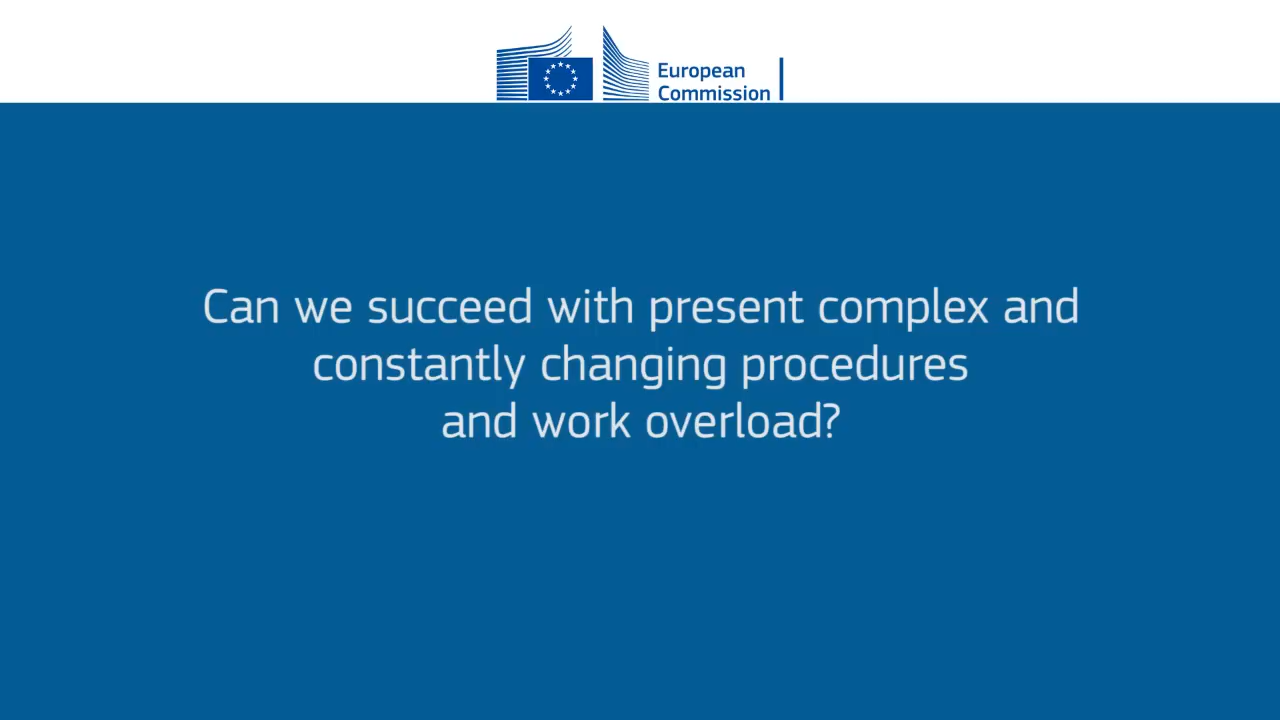 European
Commission
Can we succeed with present complex and
constantly changing procedures
and work overload?